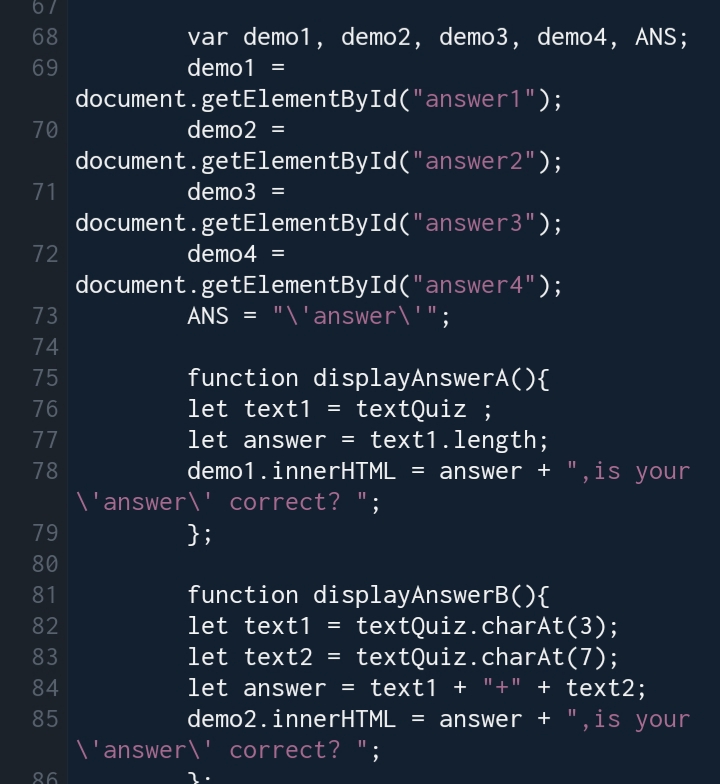 67
68 var demo1, demo2, demo3, demo4, ANS;
69 demo1 =
document.getElementById("answer1");
70 demo2 =
document.getElementById("answer2");
71 demo3 =
document.getElementById("answer3");
72 demo4 =
document.getElementById("answer4");
73 ANS = "\'answer\'";
74
75 function displayAnswerA(){
76 let text1 = textQuiz ;
77 let answer = text1.length;
78 demo1.innerHTML = answer + ",is your
\'answer\' correct? ";
79 };
80
81 function displayAnswerB(){
82 let text1 = textQuiz.charAt(3);
83 let text2 = textQuiz.charAt(7);
84 let answer = text1 + "+" + text2;
85 demo2.innerHTML = answer + ",is your
\'answer\' correct? ";
86 };